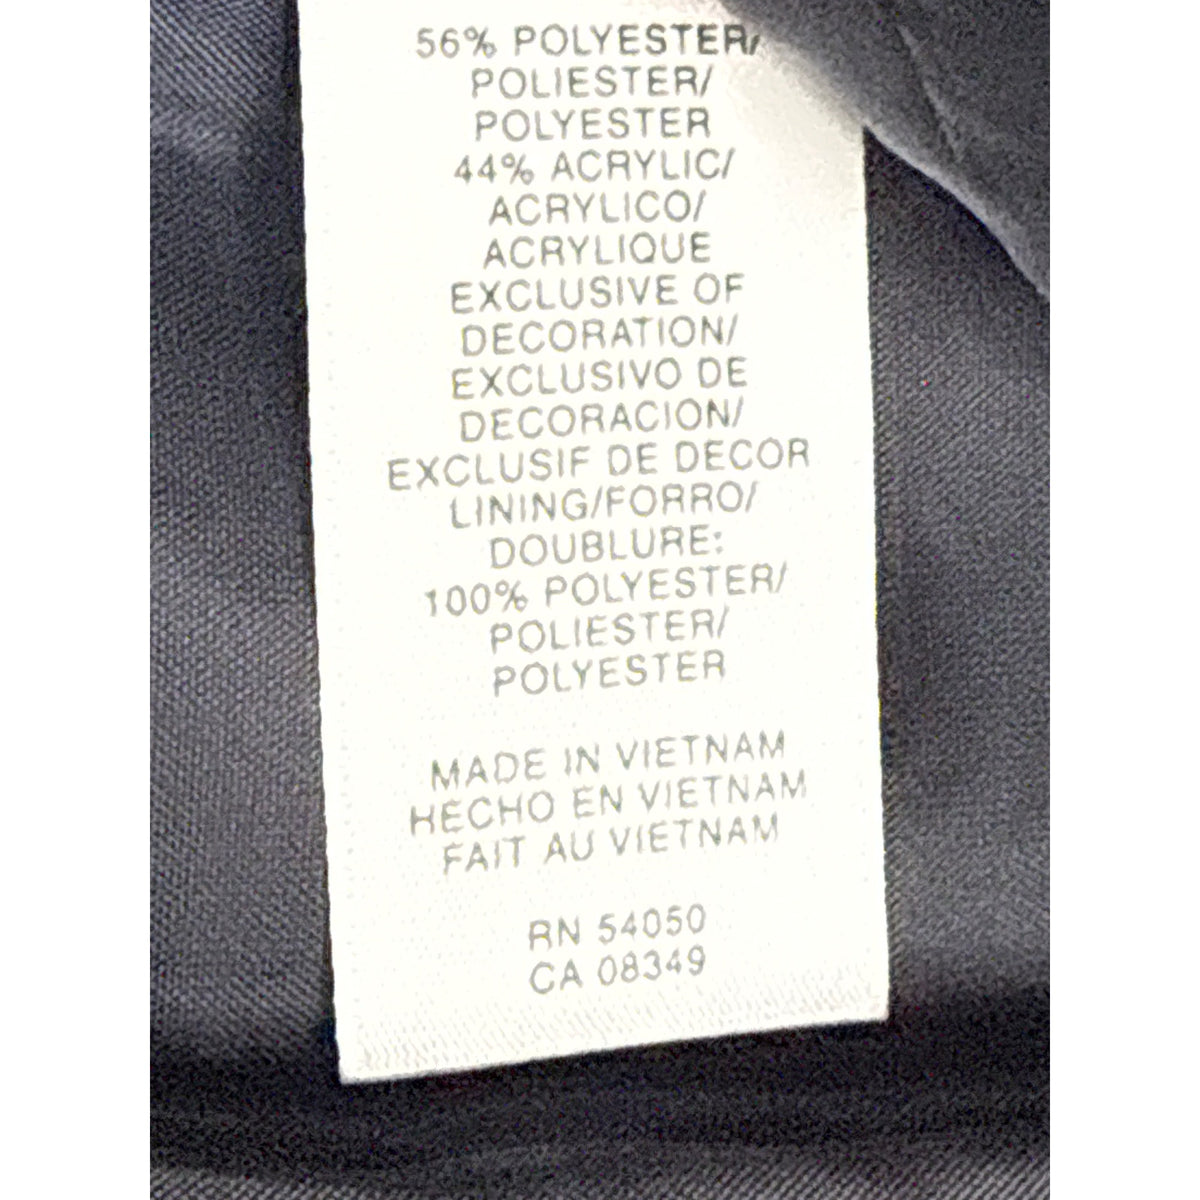 56% POLYESTER/
POLIESTER/
POLYESTER
44% ACRYLIC/
ACRYLICO/
ACRYLIQUE
EXCLUSIVE OF
DECORATION/
EXCLUSIVO DE
DECORACION/
EXCLUSIF DE DECOR
LINING/FORRO/
DOUBLURE:
100% POLYESTER/
POLIESTER/
POLYESTER
MADE IN VIETNAM
HECHO EN VIETNAM
FAIT AU VIETNAM
RN 54050
CA 08349